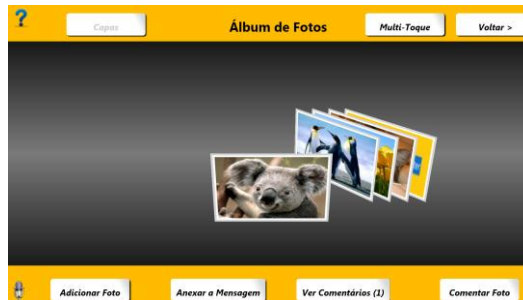 ?
Capas
Álbum de Fotos
Multi-Toque
Voltar >
Adicionar Foto
Anexar a Mensagem
Ver Comentários (1)
Comentar Foto